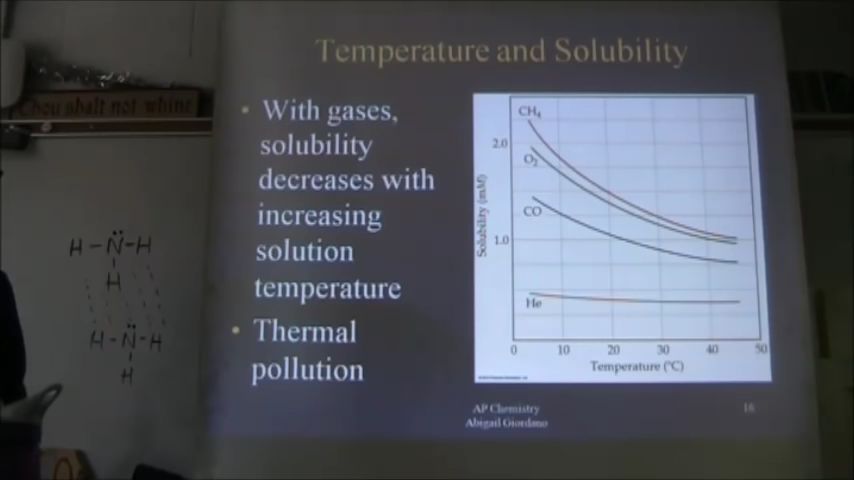 Temperature and Solubility
Thou shalt not whine
• With gases,
solubility
decreases with
increasing
solution
temperature
• Thermal
pollution
CH₄
2.0
O₂
CO
1.0
He
Solubility (mM)
0 10 20 30 40 50
Temperature (°C)
H-N̈-H
H
H-N̈-H
H
AP Chemistry
Abigail Giordano
16